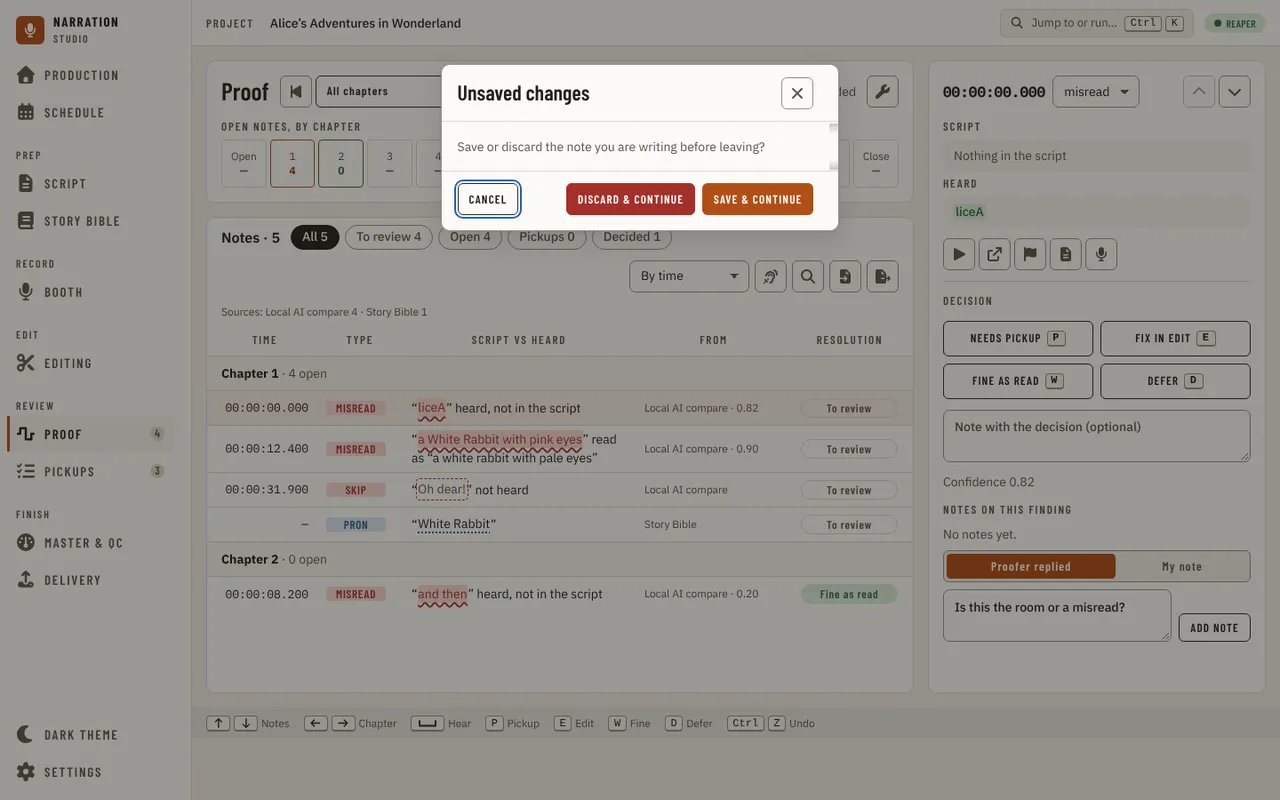 NARRATION
STUDIO
PRODUCTION
SCHEDULE
PREP
SCRIPT
STORY BIBLE
RECORD
BOOTH
EDIT
EDITING
REVIEW
PROOF 4
PICKUPS 3
FINISH
MASTER & QC
DELIVERY
DARK THEME
SETTINGS
PROJECT Alice's Adventures in Wonderland
Jump to or run... Ctrl K
REAPER
Proof All chapters
OPEN NOTES, BY CHAPTER
Open 1 2 3 4 Close
– 4 0 – – –
Unsaved changes
Save or discard the note you are writing before leaving?
CANCEL DISCARD & CONTINUE SAVE & CONTINUE
Notes · 5 All 5 To review 4 Open 4 Pickups 0 Decided 1
By time
Sources: Local AI compare 4 · Story Bible 1
TIME TYPE SCRIPT VS HEARD FROM RESOLUTION
Chapter 1 · 4 open
00:00:00.000 MISREAD “liceA” heard, not in the script Local AI compare · 0.82 To review
00:00:12.400 MISREAD “a White Rabbit with pink eyes” read
as “a white rabbit with pale eyes” Local AI compare · 0.90 To review
00:00:31.900 SKIP “Oh dear!” not heard Local AI compare To review
– PRON “White Rabbit” Story Bible To review
Chapter 2 · 0 open
00:00:08.200 MISREAD “and then” heard, not in the script Local AI compare · 0.20 Fine as read
00:00:00.000 misread
SCRIPT
Nothing in the script
HEARD
liceA
DECISION
NEEDS PICKUP P FIX IN EDIT E
FINE AS READ W DEFER D
Note with the decision (optional)
Confidence 0.82
NOTES ON THIS FINDING
No notes yet.
Proofer replied My note
Is this the room or a misread?
ADD NOTE
↑ ↓ Notes ← → Chapter Hear P Pickup E Edit W Fine D Defer Ctrl Z Undo